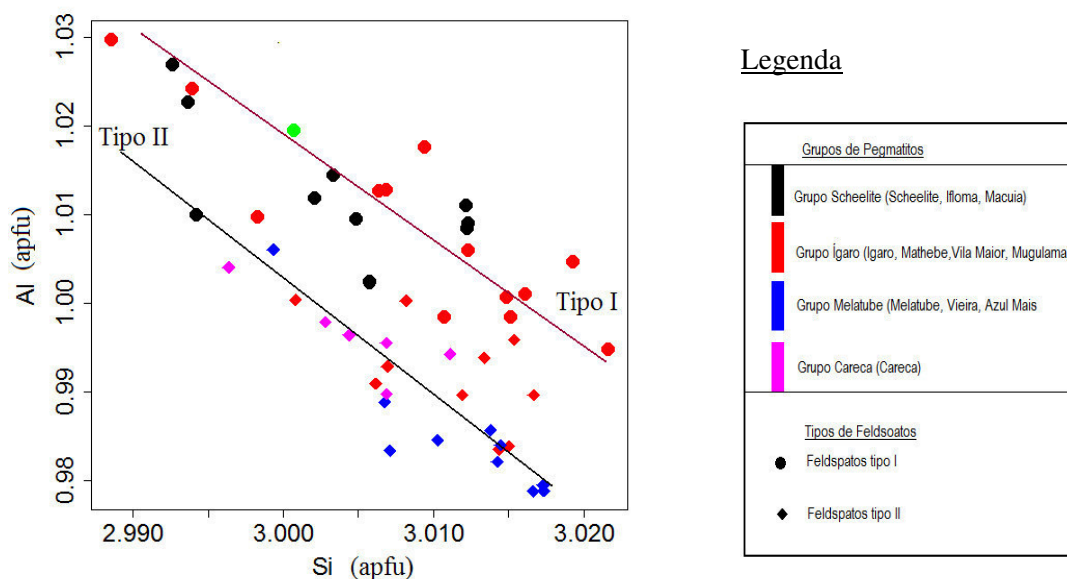 1.03
1.02
1.01
1.00
0.99
0.98
Al (apfu)
Tipo II
Tipo I
2.990
3.000
3.010
3.020
Si (apfu)
Legenda
Grupos de Pegmatitos
Grupo Scheelite (Scheelite, Ifloma, Macuia)
Grupo Ígaro (Igaro, Mathebe,Vila Maior, Mugulama
Grupo Melatube (Melatube, Vieira, Azul Mais
Grupo Careca (Careca)
Tipos de Feldsoatos
Feldspatos tipo I
Feldspatos tipo II